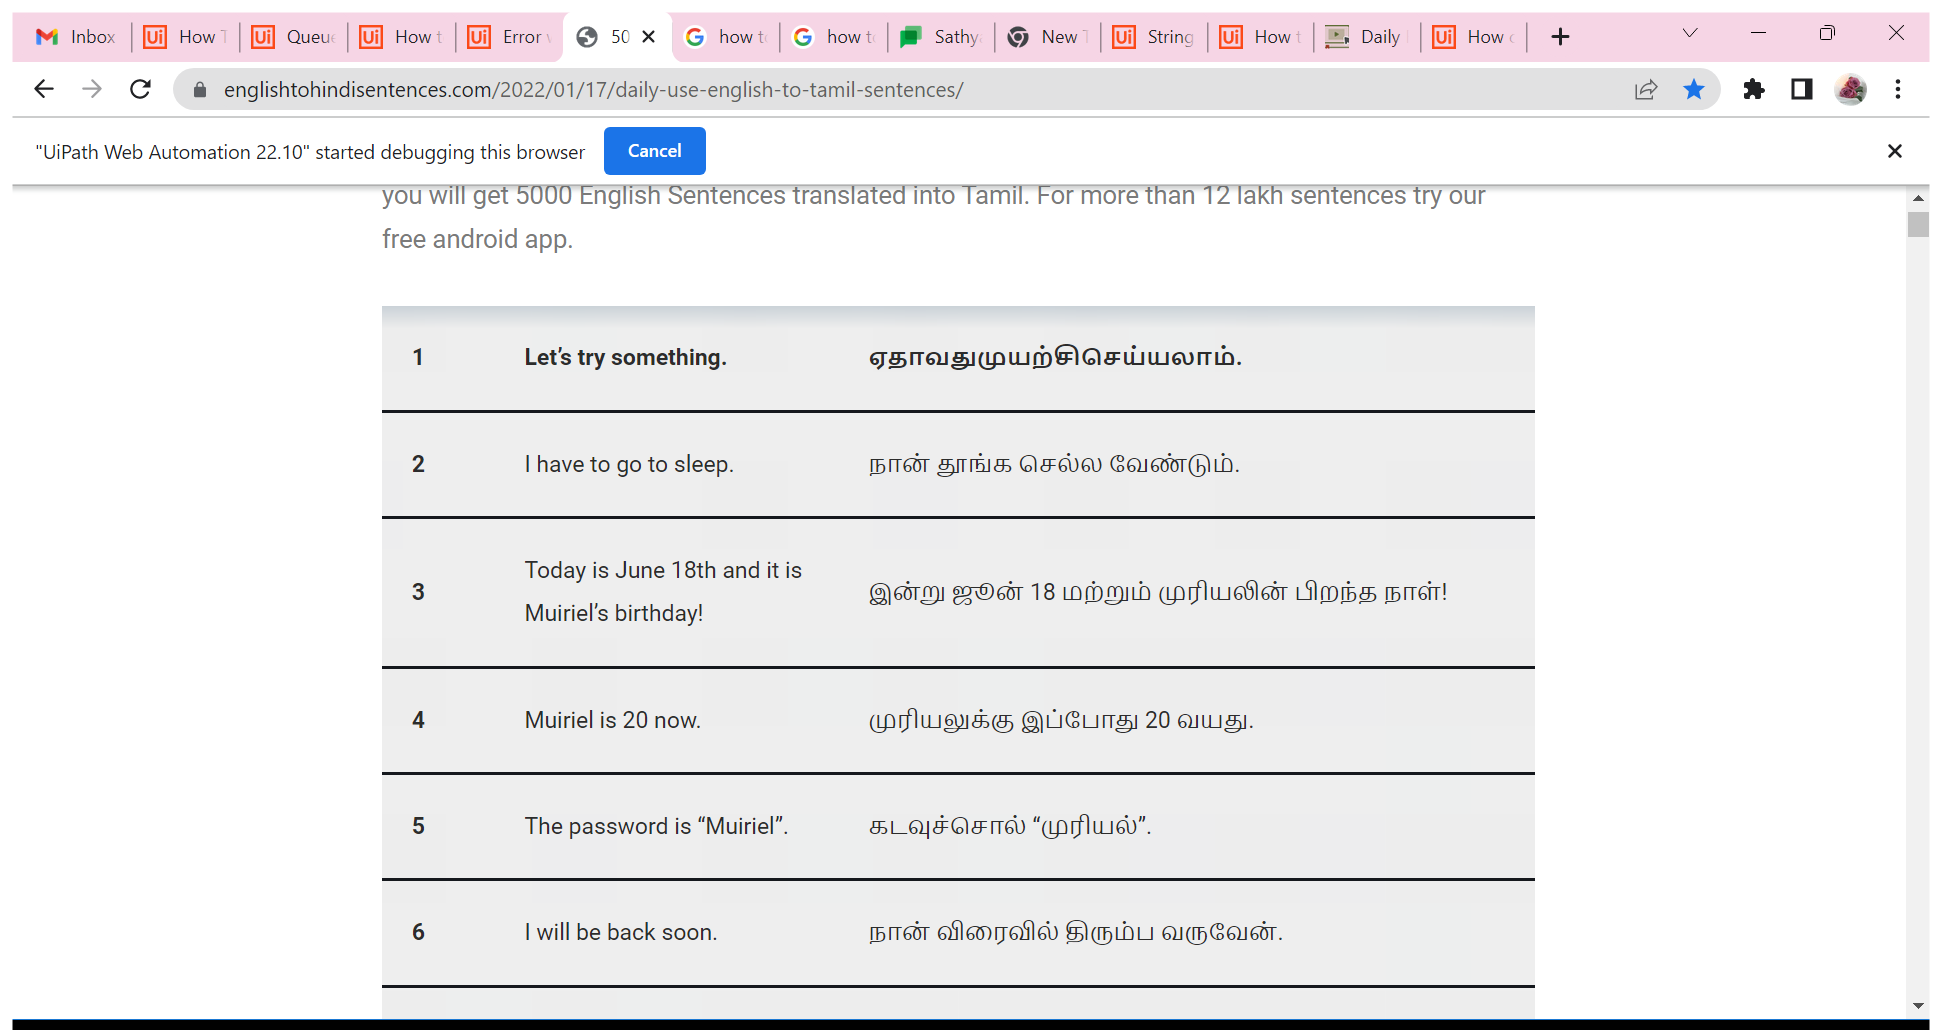 Inbox
How T
Queue
How t
Error
50
how to
how to
Sathya
New T
String
How t
Daily
How
englishtohindisentences.com/2022/01/17/daily-use-english-to-tamil-sentences/
"UiPath Web Automation 22.10" started debugging this browser Cancel
you will get 5000 English Sentences translated into Tamil. For more than 12 lakh sentences try our
free android app.
1 Let’s try something. ஏதாவதுமுயற்சிசெய்யலாம்.
2 I have to go to sleep. நான் தூங்க செல்ல வேண்டும்.
3 Today is June 18th and it is
Muiriel’s birthday! இன்று ஜூன் 18 மற்றும் முரியலின் பிறந்த நாள்!
4 Muiriel is 20 now. முரியலுக்கு இப்போது 20 வயது.
5 The password is “Muiriel”. கடவுச்சொல் “முரியல்”.
6 I will be back soon. நான் விரைவில் திரும்ப வருவேன்.